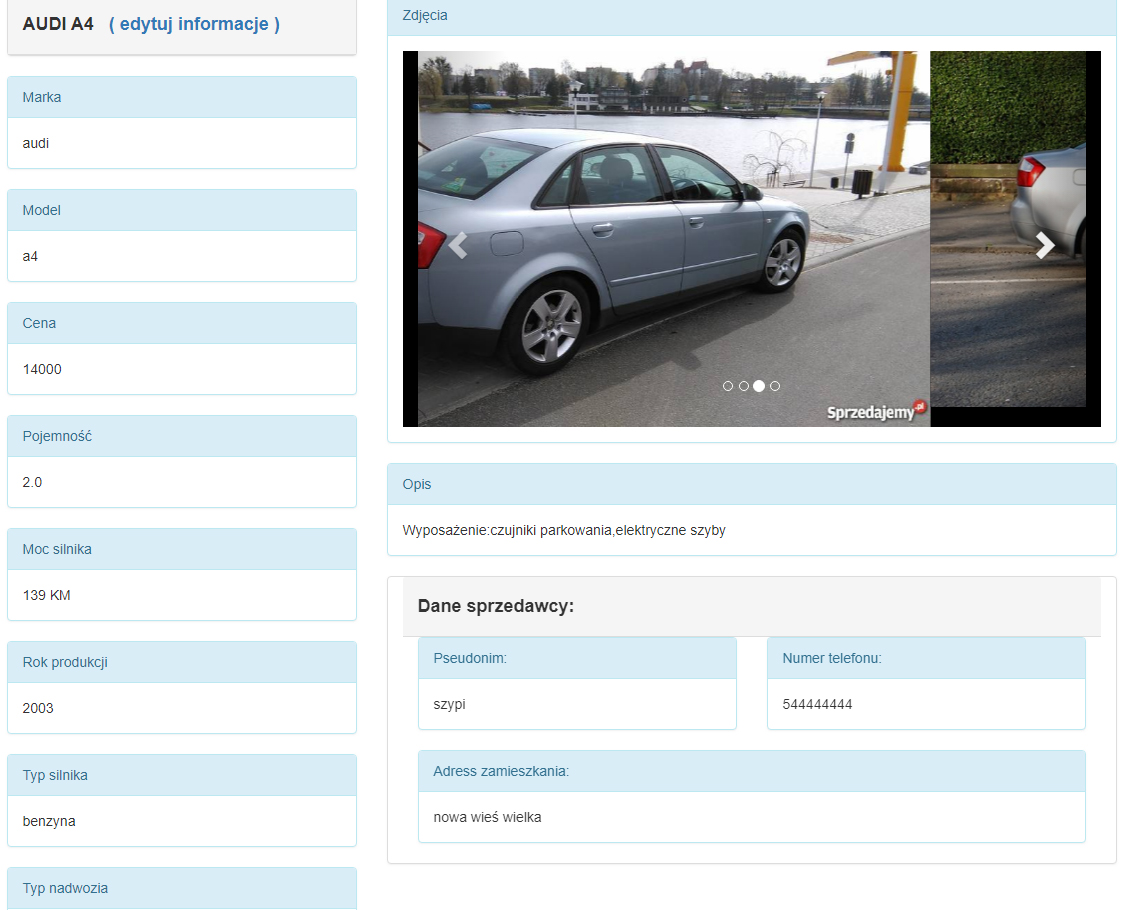 AUDI A4 ( edytuj informacje )
Marka
audi
Model
a4
Cena
14000
Pojemność
2.0
Moc silnika
139 KM
Rok produkcji
2003
Typ silnika
benzyna
Typ nadwozia
Zdjęcia
Sprzedajemy.pl
Opis
Wyposażenie:czujniki parkowania,elektryczne szyby
Dane sprzedawcy:
Pseudonim:
szypi
Numer telefonu:
544444444
Adress zamieszkania:
nowa wieś wielka